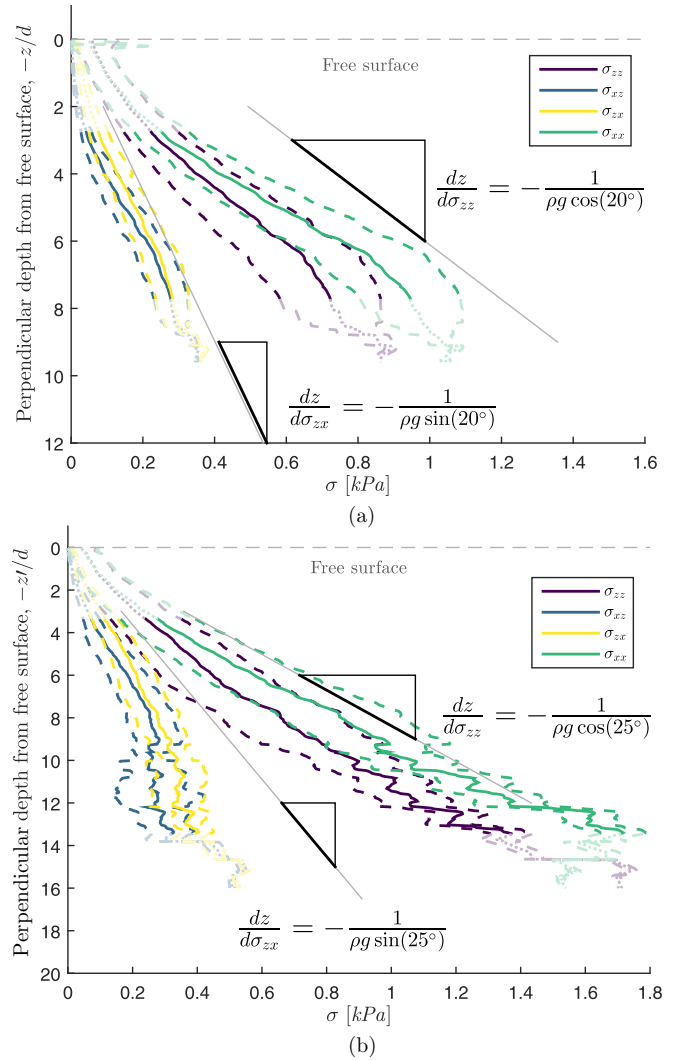 0
2
4
6
8
10
12
Perpendicular depth from free surface, −z/d
Free surface
σ_zz
σ_xz
σ_zx
σ_xx
dz/dσ_zz = −1/(ρg cos(20°))
dz/dσ_zx = −1/(ρg sin(20°))
0 0.2 0.4 0.6 0.8 1 1.2 1.4 1.6
σ [kPa]
(a)
0
2
4
6
8
10
12
14
16
18
20
Perpendicular depth from free surface, −z′/d
Free surface
σ_zz
σ_xz
σ_zx
σ_xx
dz/dσ_zz = −1/(ρg cos(25°))
dz/dσ_zx = −1/(ρg sin(25°))
0 0.2 0.4 0.6 0.8 1 1.2 1.4 1.6 1.8
σ [kPa]
(b)